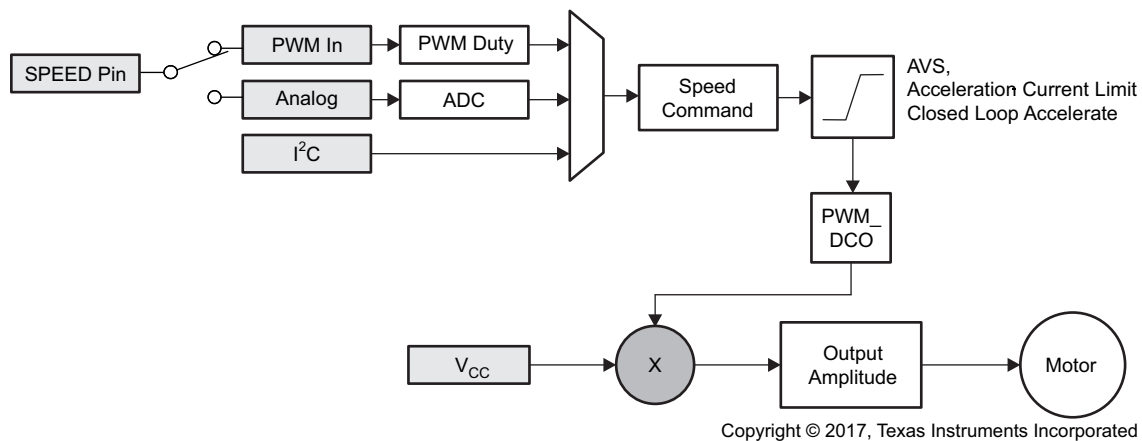 SPEED Pin
PWM In
PWM Duty
Analog
ADC
I²C
Speed
Command
AVS,
Acceleration Current Limit
Closed Loop Accelerate
PWM_
DCO
VCC
X
Output
Amplitude
Motor
Copyright © 2017, Texas Instruments Incorporated